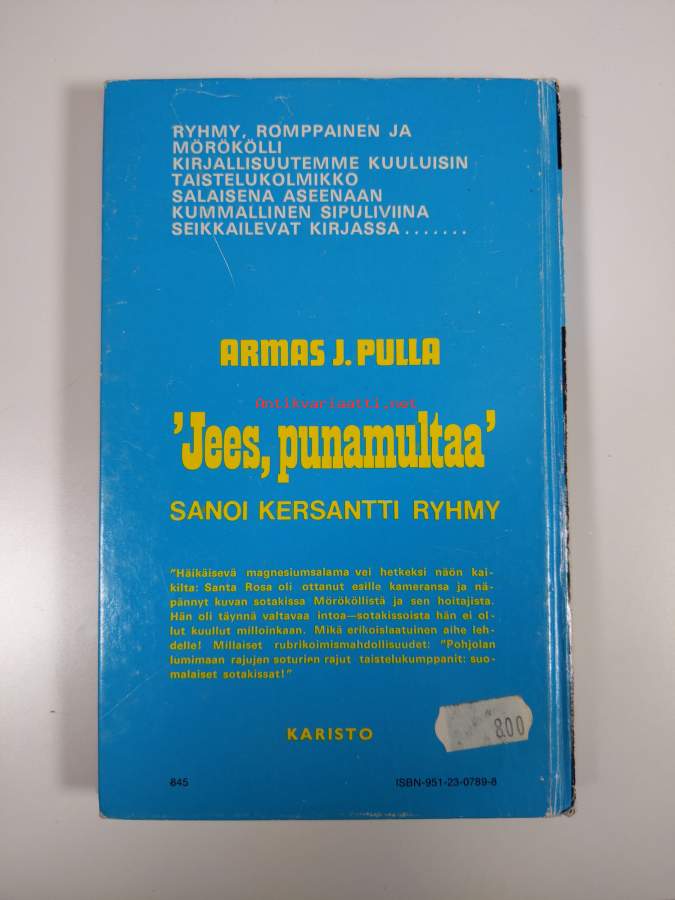 RYHMY, ROMPPAINEN JA
MÖRÖKÖLLI
KIRJALLISUUTEMME KUULUISIN
TAISTELUKOLMIKKO
SALAISENA ASEENAAN
KUMMALLINEN SIPULIVIINA
SEIKKAILEVAT KIRJASSA.......
ARMAS J. PULLA
Antikvariaatti.net
'Jees, punamultaa'
SANOI KERSANTTI RYHMY
"Häikäisevä magnesiumsalama vei hetkeksi näön kai-
kilta: Santa Rosa oli ottanut esille kameransa ja nä-
pännyt kuvan sotakissa Mörököllistä ja sen hoitajista.
Hän oli täynnä valtavaa intoa—sotakissoista hän ei ol-
lut kuullut milloinkaan. Mikä erikoislaatuinen aihe leh-
delle! Millaiset rubrikoimismahdollisuudet: "Pohjolan
lumimaan rajujen soturien rajut taistelukumppanit: suo-
malaiset sotakissat!"
800
KARISTO
845
ISBN-951-23-0789-8